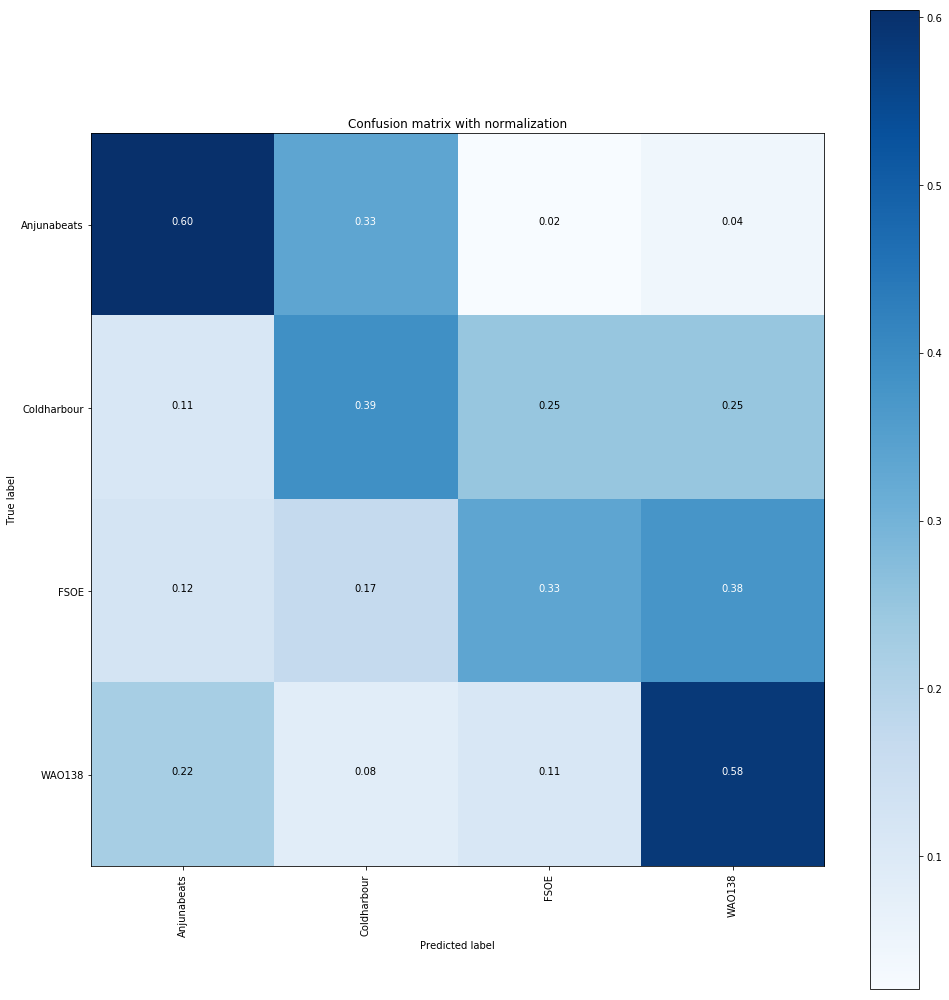 Confusion matrix with normalization
0.6
0.5
0.4
0.3
0.2
0.1
True label
Anjunabeats 0.60 0.33 0.02 0.04
Coldharbour 0.11 0.39 0.25 0.25
FSOE 0.12 0.17 0.33 0.38
WAO138 0.22 0.08 0.11 0.58
Anjunabeats Coldharbour FSOE WAO138
Predicted label